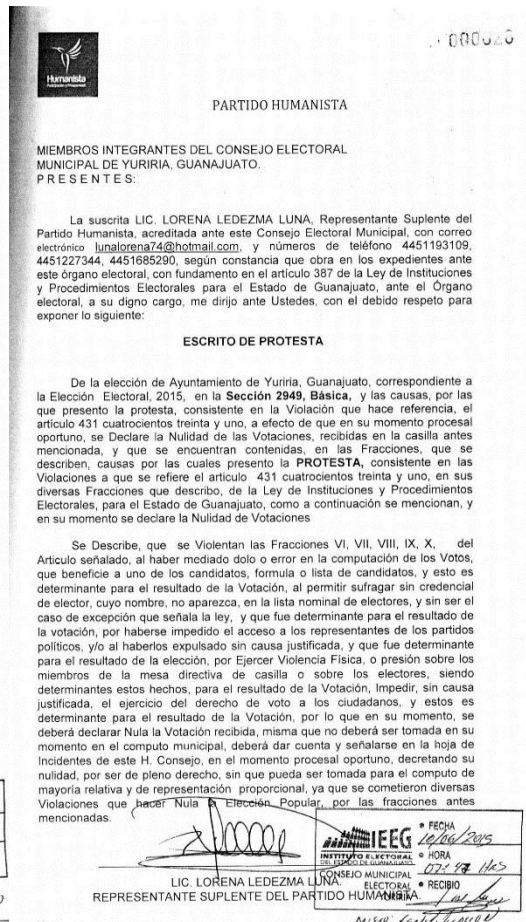 Humanista
PARTIDO HUMANISTA
MIEMBROS INTEGRANTES DEL CONSEJO ELECTORAL
MUNICIPAL DE YURIRIA, GUANAJUATO.
P R E S E N T E S:
La suscrita LIC. LORENA LEDEZMA LUNA, Representante Suplente del
Partido Humanista, acreditada ante este Consejo Electoral Municipal, con correo
electrónico lunalorena74@hotmail.com, y números de teléfono 4451193109,
4451227344, 4451685290, según constancia que obra en los expedientes ante
este órgano electoral, con fundamento en el artículo 387 de la Ley de Instituciones
y Procedimientos Electorales para el Estado de Guanajuato, ante el Órgano
electoral, a su digno cargo, me dirijo ante Ustedes, con el debido respeto para
exponer lo siguiente:
ESCRITO DE PROTESTA
De la elección de Ayuntamiento de Yuriria, Guanajuato, correspondiente a
la Elección Electoral, 2015, en la Sección 2949, Básica, y las causas, por las
que presento la protesta, consistente en la Violación que hace referencia, el
artículo 431 cuatrocientos treinta y uno, a efecto de que en su momento procesal
oportuno, se Declare la Nulidad de las Votaciones, recibidas en la casilla antes
mencionada, y que se encuentran contenidas, en las Fracciones, que se
describen, causas por las cuales presento la PROTESTA, consistente en las
Violaciones a que se refiere el artículo 431 cuatrocientos treinta y uno, en sus
diversas Fracciones que describo, de la Ley de Instituciones y Procedimientos
Electorales, para el Estado de Guanajuato, como a continuación se mencionan, y
en su momento se declare la Nulidad de Votaciones
Se Describe, que se Violentan las Fracciones VI, VII, VIII, IX, X, del
Articulo señalado, al haber mediado dolo o error en la computación de los Votos,
que beneficie a uno de los candidatos, formula o lista de candidatos, y esto es
determinante para el resultado de la Votación, al permitir sufragar sin credencial
de elector, cuyo nombre, no aparezca, en la lista nominal de electores, y sin ser el
caso de excepción que señala la ley, y que fue determinante para el resultado de
la votación, por haberse impedido el acceso a los representantes de los partidos
políticos, y/o al haberlos expulsado sin causa justificada, y que fue determinante
para el resultado de la elección, por Ejercer Violencia Física, o presión sobre los
miembros de la mesa directiva de casilla o sobre los electores, siendo
determinantes estos hechos, para el resultado de la Votación, Impedir, sin causa
justificada, el ejercicio del derecho de voto a los ciudadanos, y estos es
determinante para el resultado de la Votación, por lo que en su momento, se
deberá declarar Nula la Votación recibida, misma que no deberá ser tomada en su
momento en el computo municipal, deberá dar cuenta y señalarse en la hoja de
Incidentes de este H. Consejo, en el momento procesal oportuno, decretando su
nulidad, por ser de pleno derecho, sin que pueda ser tomada para el computo de
mayoría relativa y de representación proporcional, ya que se cometieron diversas
Violaciones que hacer Nula la Elección Popular, por las fracciones antes
mencionadas.
IEEG
INSTITUTO ELECTORAL
DEL ESTADO DE GUANAJUATO
CONSEJO MUNICIPAL
ELECTORAL
YURIRIA
FECHA
10/06/2015
HORA
HRS
RECIBIO
LIC. LORENA LEDEZMA LUNA.
REPRESENTANTE SUPLENTE DEL PARTIDO HUMANISTA.